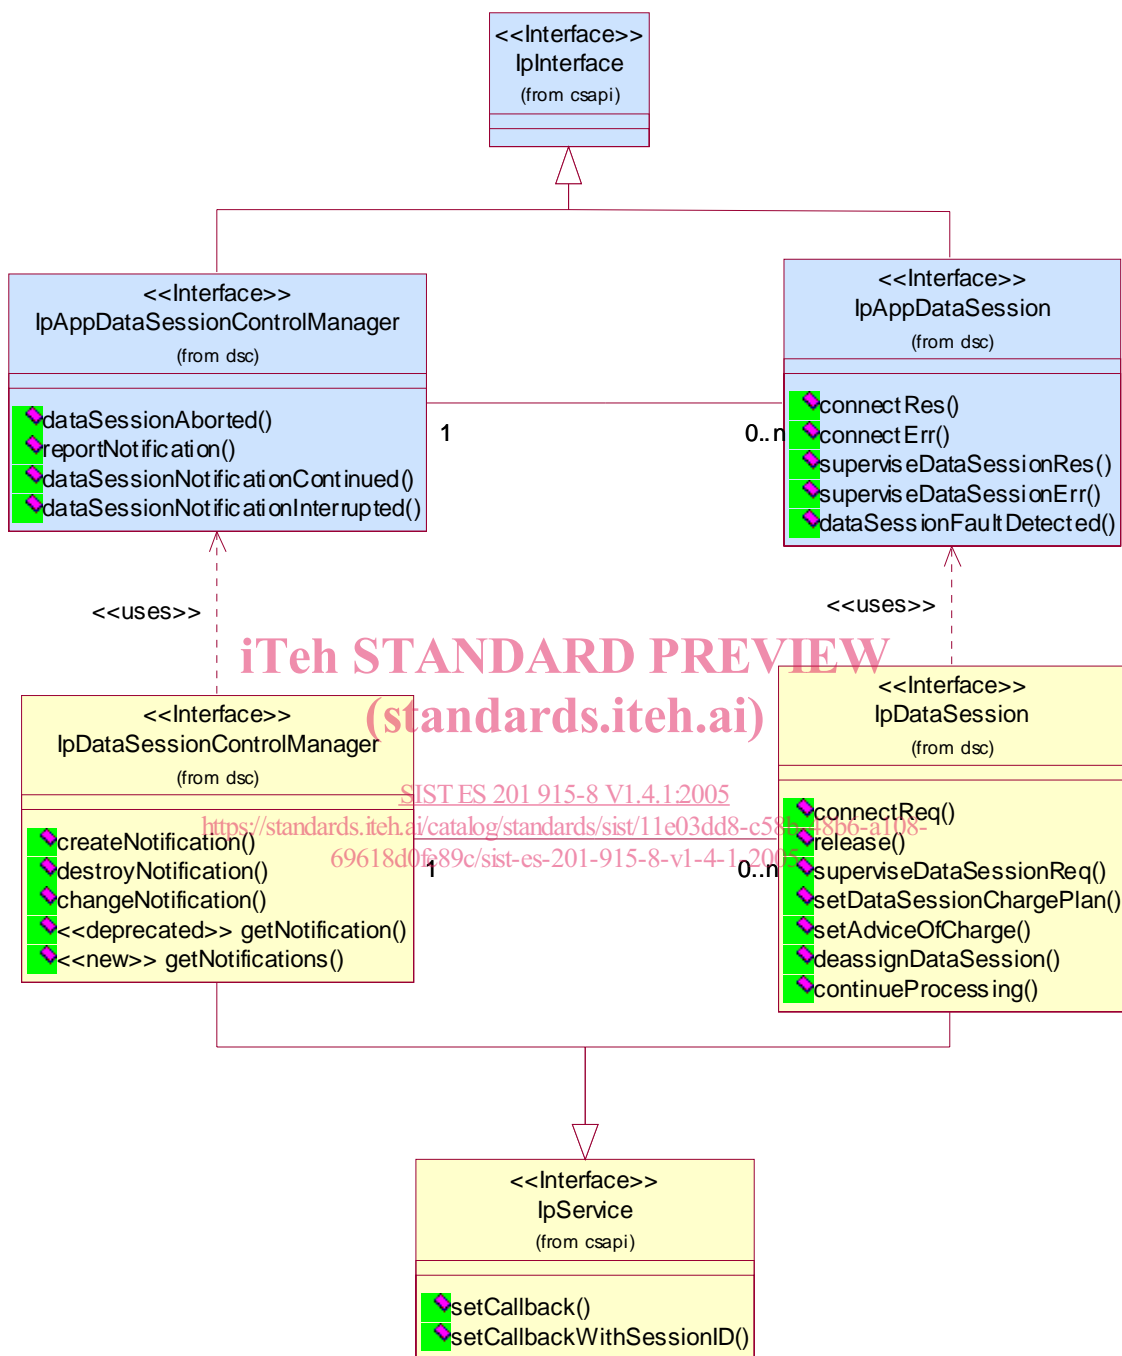 <<Interface>>
IpInterface
(from csapi)
<<Interface>>
IpAppDataSessionControlManager
(from dsc)
dataSessionAborted()
reportNotification()
dataSessionNotificationContinued()
dataSessionNotificationInterrupted()
<<Interface>>
IpAppDataSession
(from dsc)
connectRes()
connectErr()
superviseDataSessionRes()
superviseDataSessionErr()
dataSessionFaultDetected()
1
0..n
<<uses>>
<<uses>>
iTeh STANDARD PREVIEW
(standards.iteh.ai)
SIST ES 201 915-8 V1.4.1:2005
https://standards.iteh.ai/catalog/standards/sist/11e03dd8-c58b-48b6-a108-
69618d0fe89c/sist-es-201-915-8-v1-4-1-2005
<<Interface>>
IpDataSessionControlManager
(from dsc)
createNotification()
destroyNotification()
changeNotification()
<<deprecated>> getNotification()
<<new>> getNotifications()
1
0..n
<<Interface>>
IpDataSession
(from dsc)
connectReq()
release()
superviseDataSessionReq()
setDataSessionChargePlan()
setAdviceOfCharge()
deassignDataSession()
continueProcessing()
<<Interface>>
IpService
(from csapi)
setCallback()
setCallbackWithSessionID()